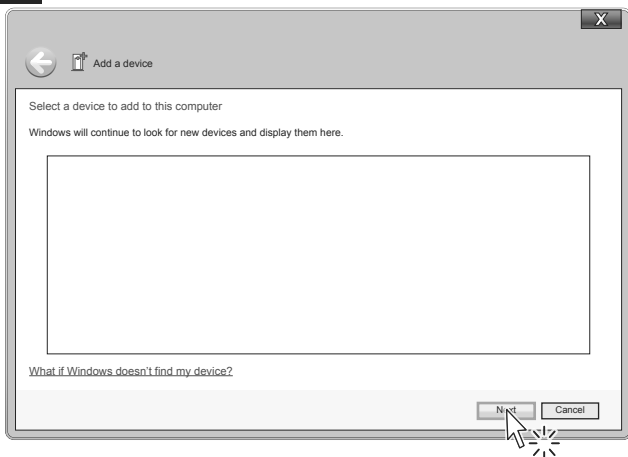 X
Add a device
Select a device to add to this computer
Windows will continue to look for new devices and display them here.
What if Windows doesn't find my device?
Next Cancel